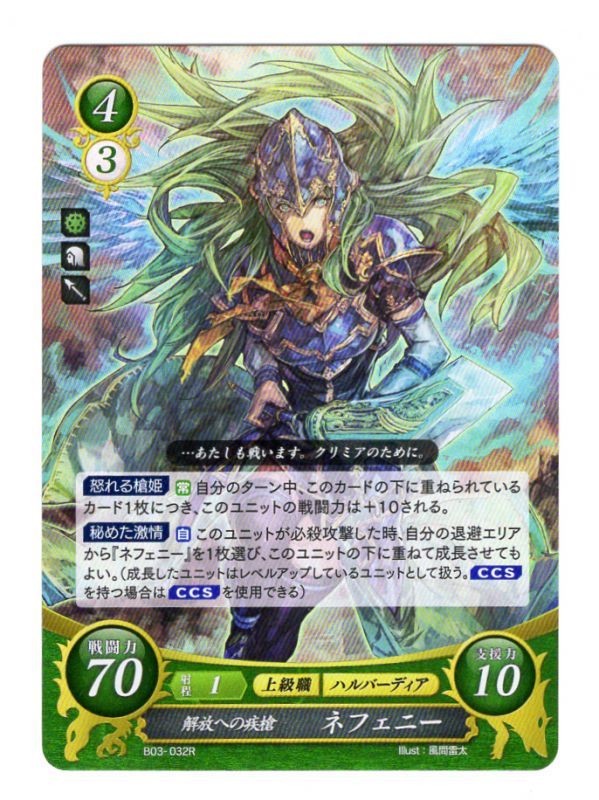 4
3
…あたしも戦います。クリミアのために。
怒れる槍姫 常 自分のターン中、このカードの下に重ねられている
カード1枚につき、このユニットの戦闘力は＋10される。
秘めた激情 自 このユニットが必殺攻撃した時、自分の退避エリア
から『ネフェニー』を1枚選び、このユニットの下に重ねて成長させても
よい。（成長したユニットはレベルアップしているユニットとして扱う。CCS
を持つ場合は CCS を使用できる）
戦闘力
70
射程 1 上級職 ハルバーディア
支援力
10
解放への疾槍 ネフェニー
B03-032R Illust：風間雷太